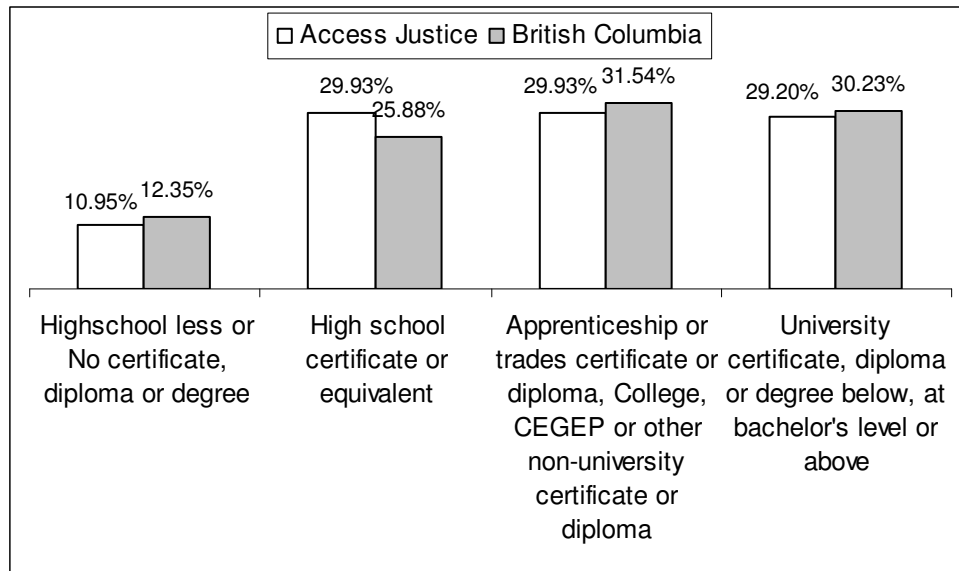 Access Justice British Columbia
10.95% 12.35% 29.93% 25.88% 29.93% 31.54% 29.20% 30.23%
Highschool less or
No certificate,
diploma or degree
High school
certificate or
equivalent
Apprenticeship or
trades certificate or
diploma, College,
CEGEP or other
non-university
certificate or
diploma
University
certificate, diploma
or degree below, at
bachelor's level or
above